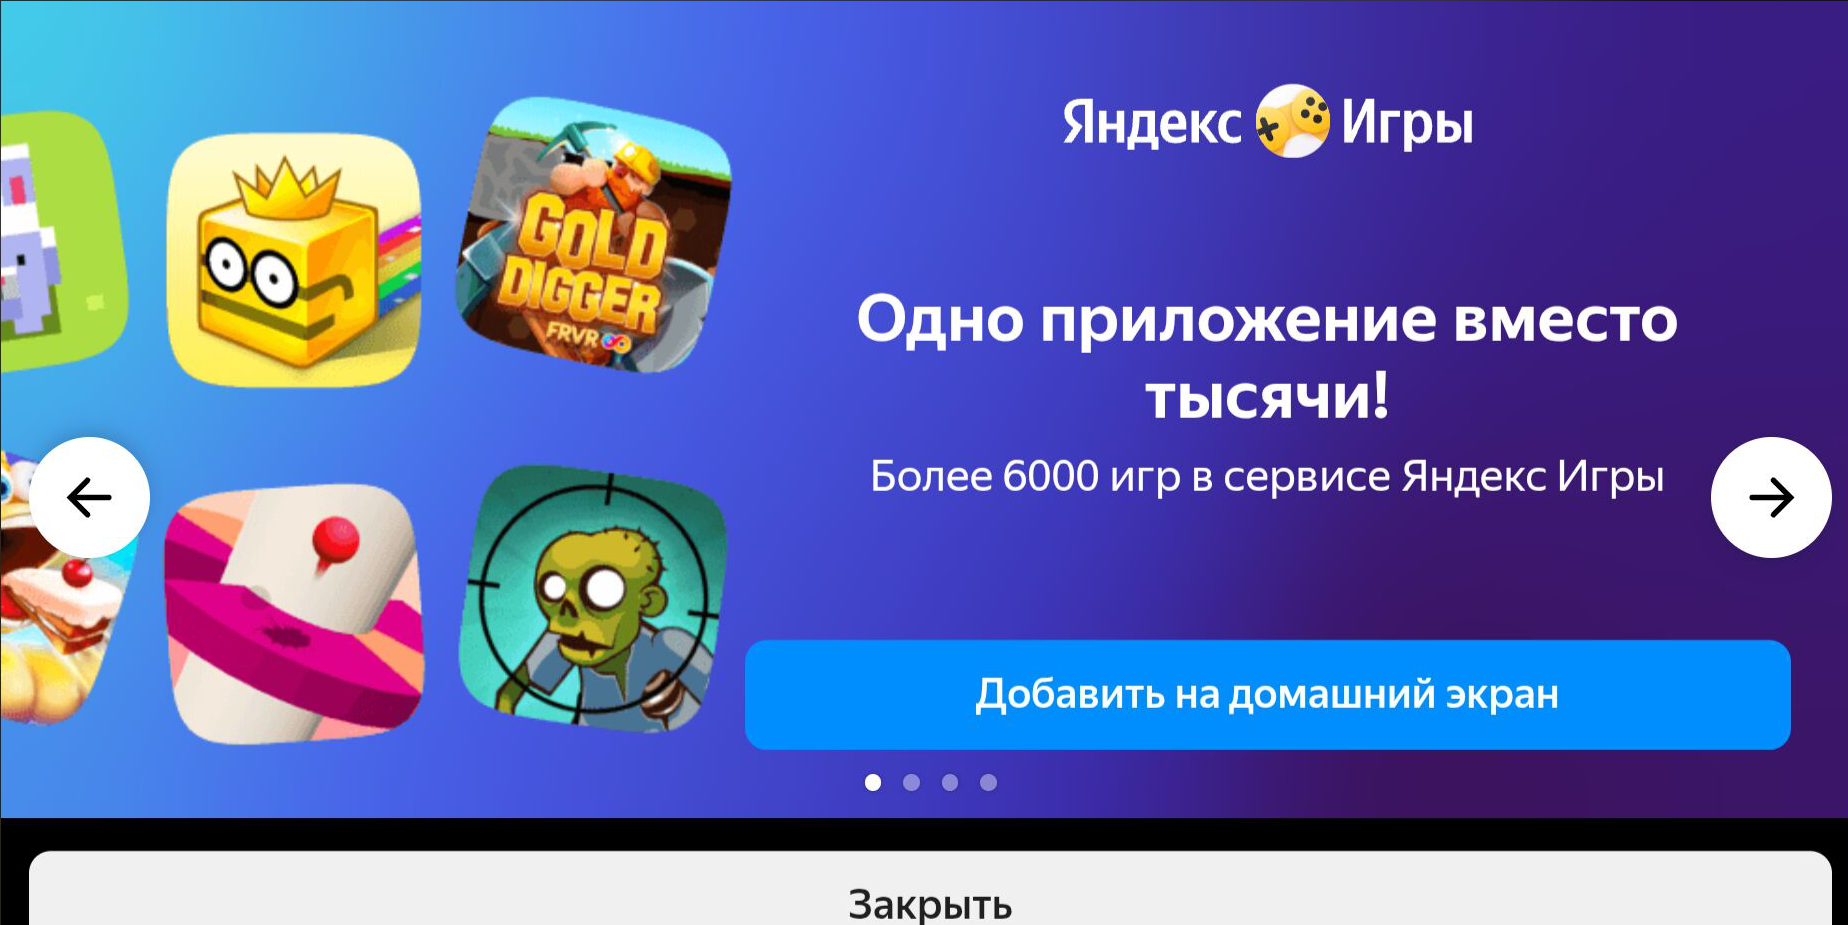 GOLD
DIGGER
FRVR
Яндекс Игры
Одно приложение вместо
тысячи!
Более 6000 игр в сервисе Яндекс Игры
Добавить на домашний экран
Закрыть